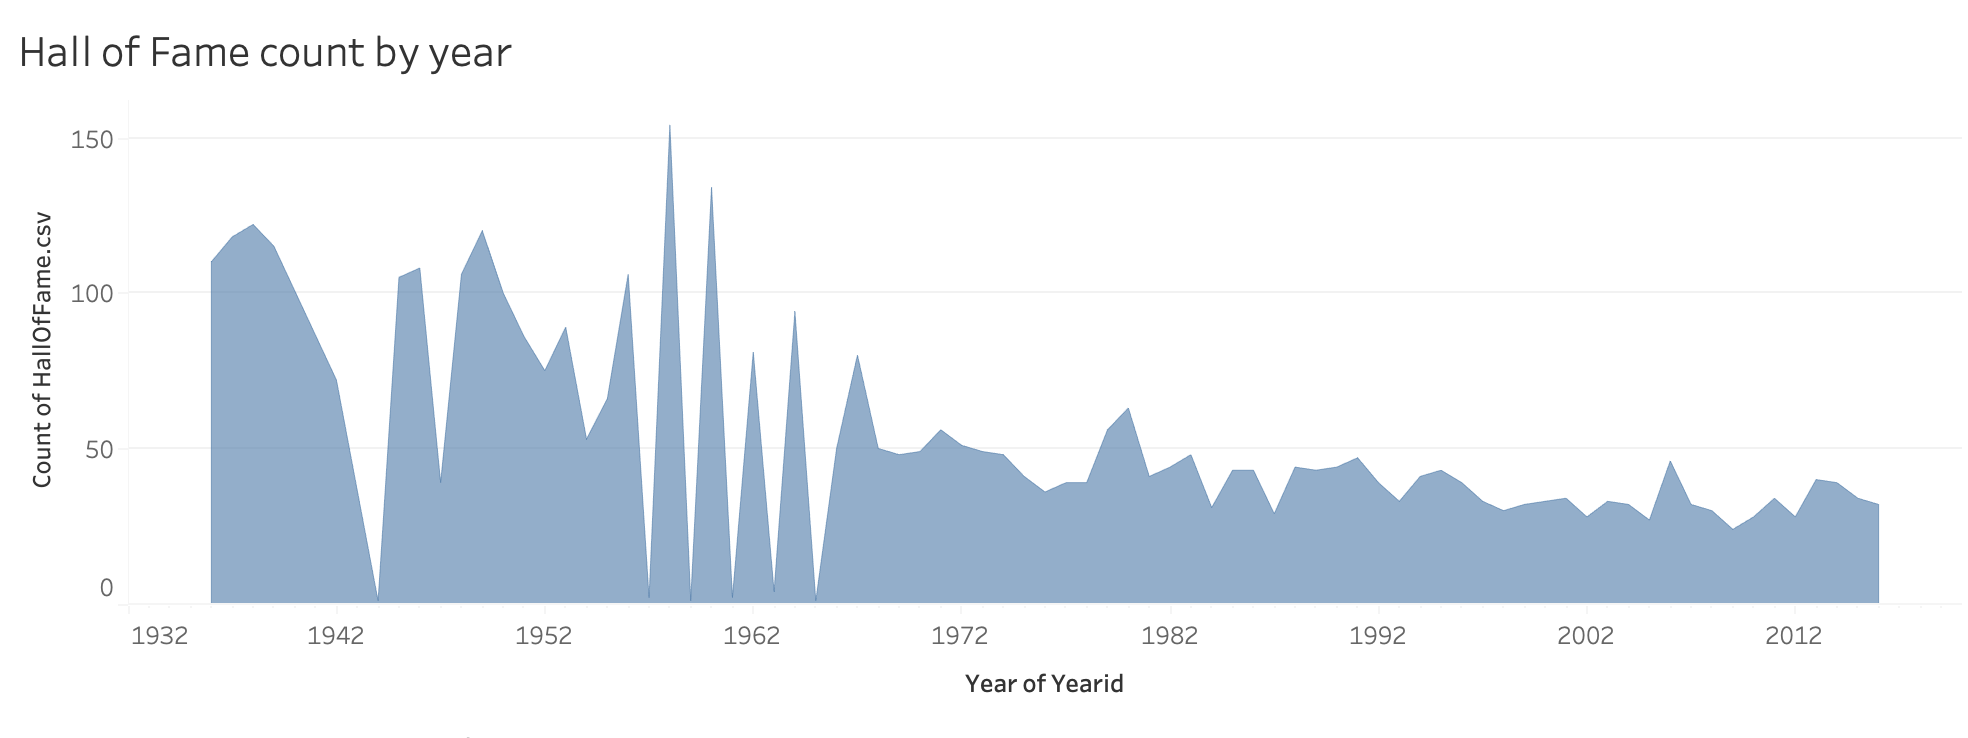 Hall of Fame count by year
Count of HallOfFame.csv
150
100
50
0
1932 1942 1952 1962 1972 1982 1992 2002 2012
Year of Yearid